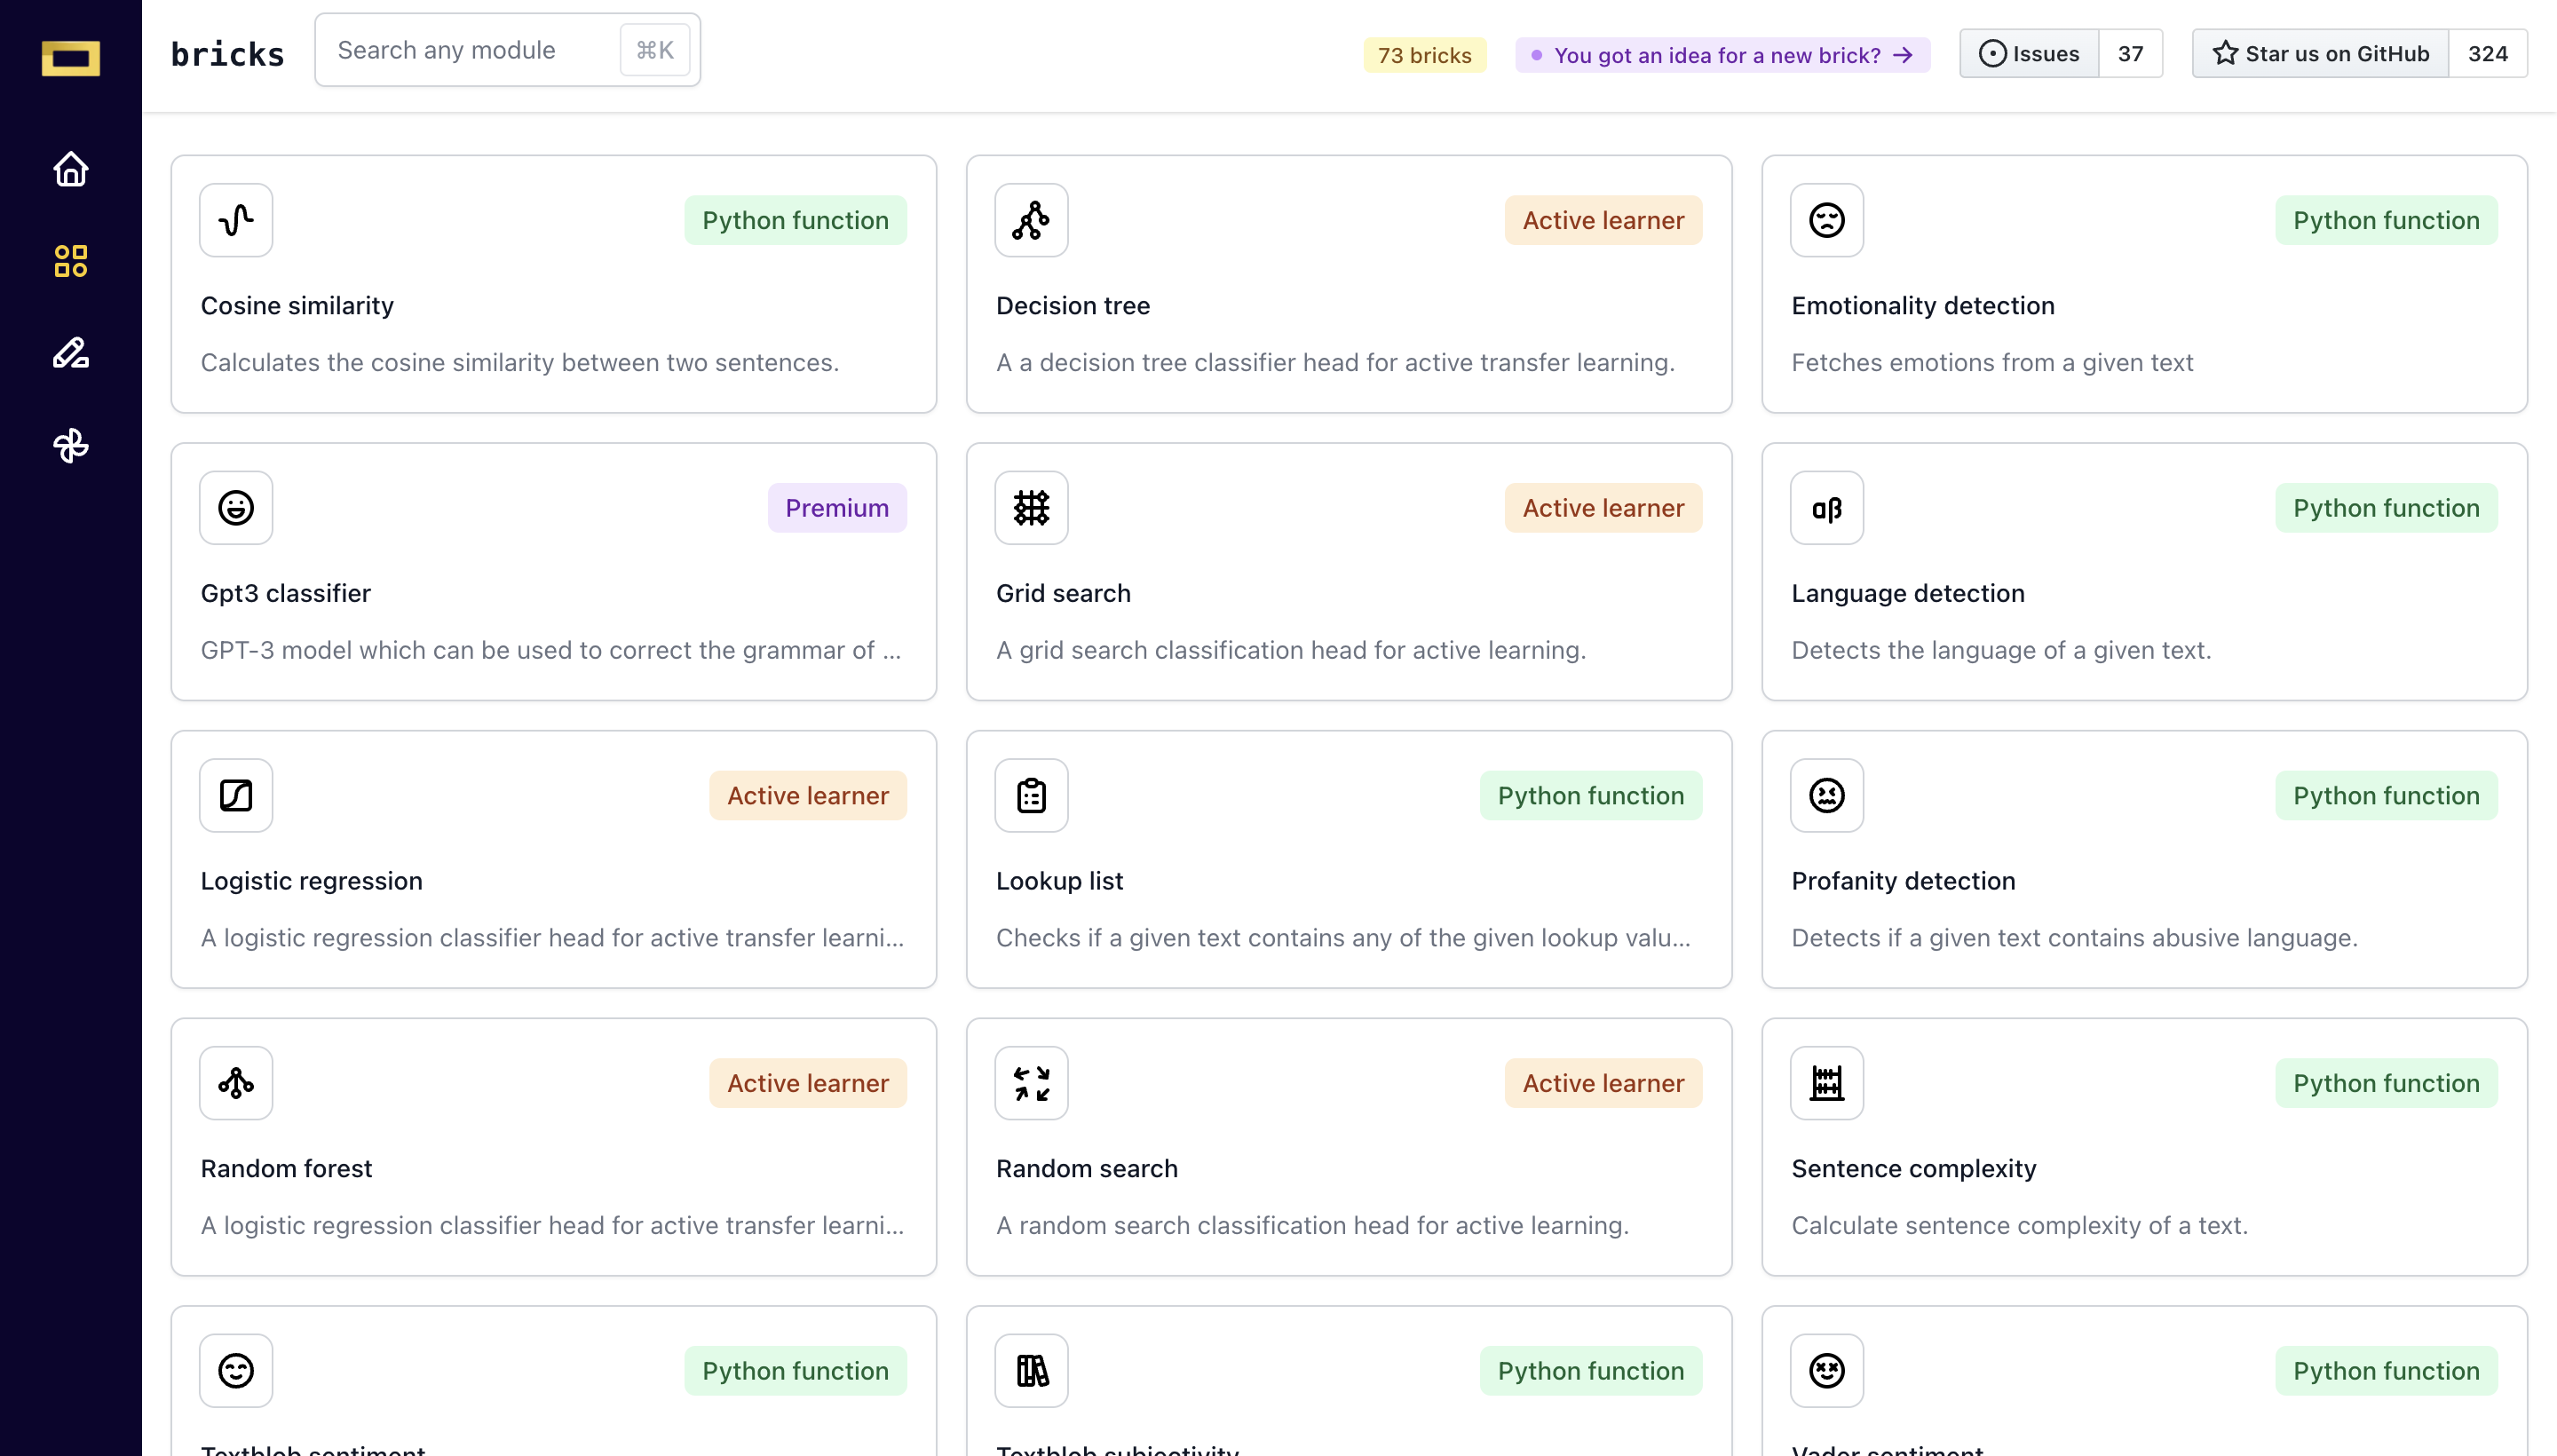 bricks
Search any module ⌘K
73 bricks
You got an idea for a new brick? →
Issues 37
Star us on GitHub 324
Python function
Cosine similarity
Calculates the cosine similarity between two sentences.
Active learner
Decision tree
A a decision tree classifier head for active transfer learning.
Python function
Emotionality detection
Fetches emotions from a given text
Premium
Gpt3 classifier
GPT-3 model which can be used to correct the grammar of ...
Active learner
Grid search
A grid search classification head for active learning.
αβ
Python function
Language detection
Detects the language of a given text.
Active learner
Logistic regression
A logistic regression classifier head for active transfer learni...
Python function
Lookup list
Checks if a given text contains any of the given lookup valu...
Python function
Profanity detection
Detects if a given text contains abusive language.
Active learner
Random forest
A logistic regression classifier head for active transfer learni...
Active learner
Random search
A random search classification head for active learning.
Python function
Sentence complexity
Calculate sentence complexity of a text.
Python function
Textblob sentiment
Python function
Textblob subjectivity
Python function
Vader sentiment